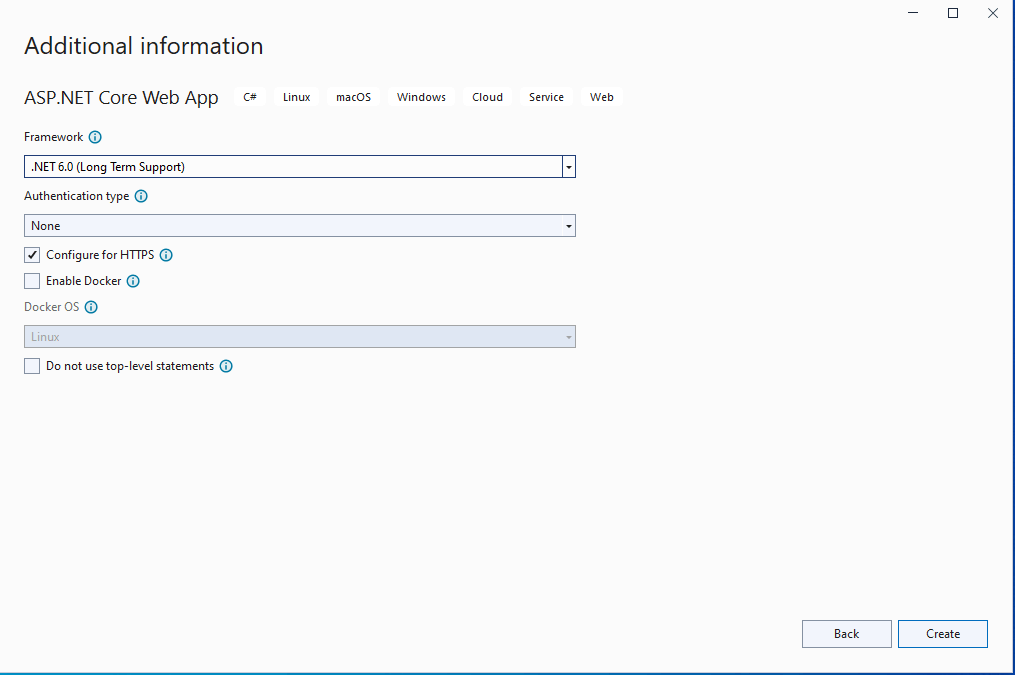 Additional information
ASP.NET Core Web App C# Linux macOS Windows Cloud Service Web
Framework
.NET 6.0 (Long Term Support)
Authentication type
None
Configure for HTTPS
Enable Docker
Docker OS
Linux
Do not use top-level statements
Back Create